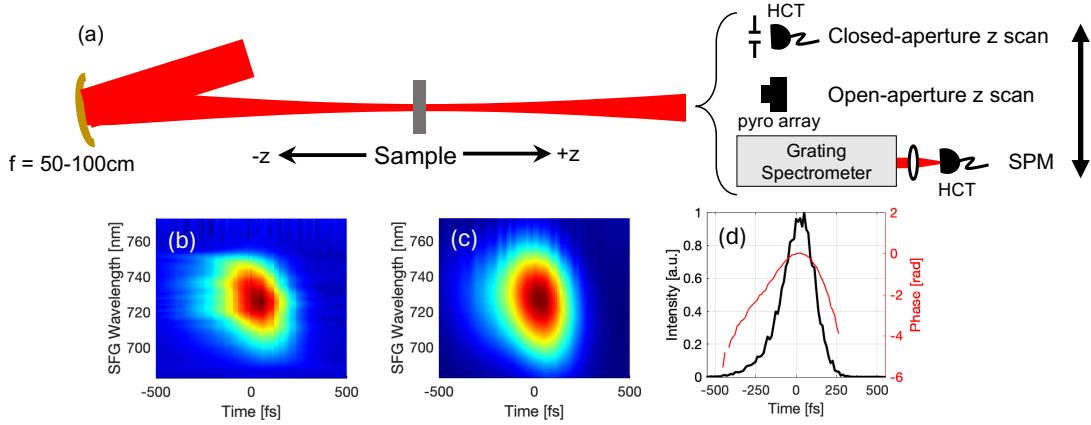 (a)
HCT
Closed-aperture z scan
Open-aperture z scan
pyro array
Grating
Spectrometer
SPM
HCT
f = 50-100cm
-z
Sample
+z
(b)
SFG Wavelength [nm]
760
740
720
700
-500
0
500
Time [fs]
(c)
SFG Wavelength [nm]
760
740
720
700
-500
0
500
Time [fs]
(d)
Intensity [a.u.]
1
0.8
0.6
0.4
0.2
0
-500
-250
0
250
500
Time [fs]
2
0
-2
-4
-6
Phase [rad]